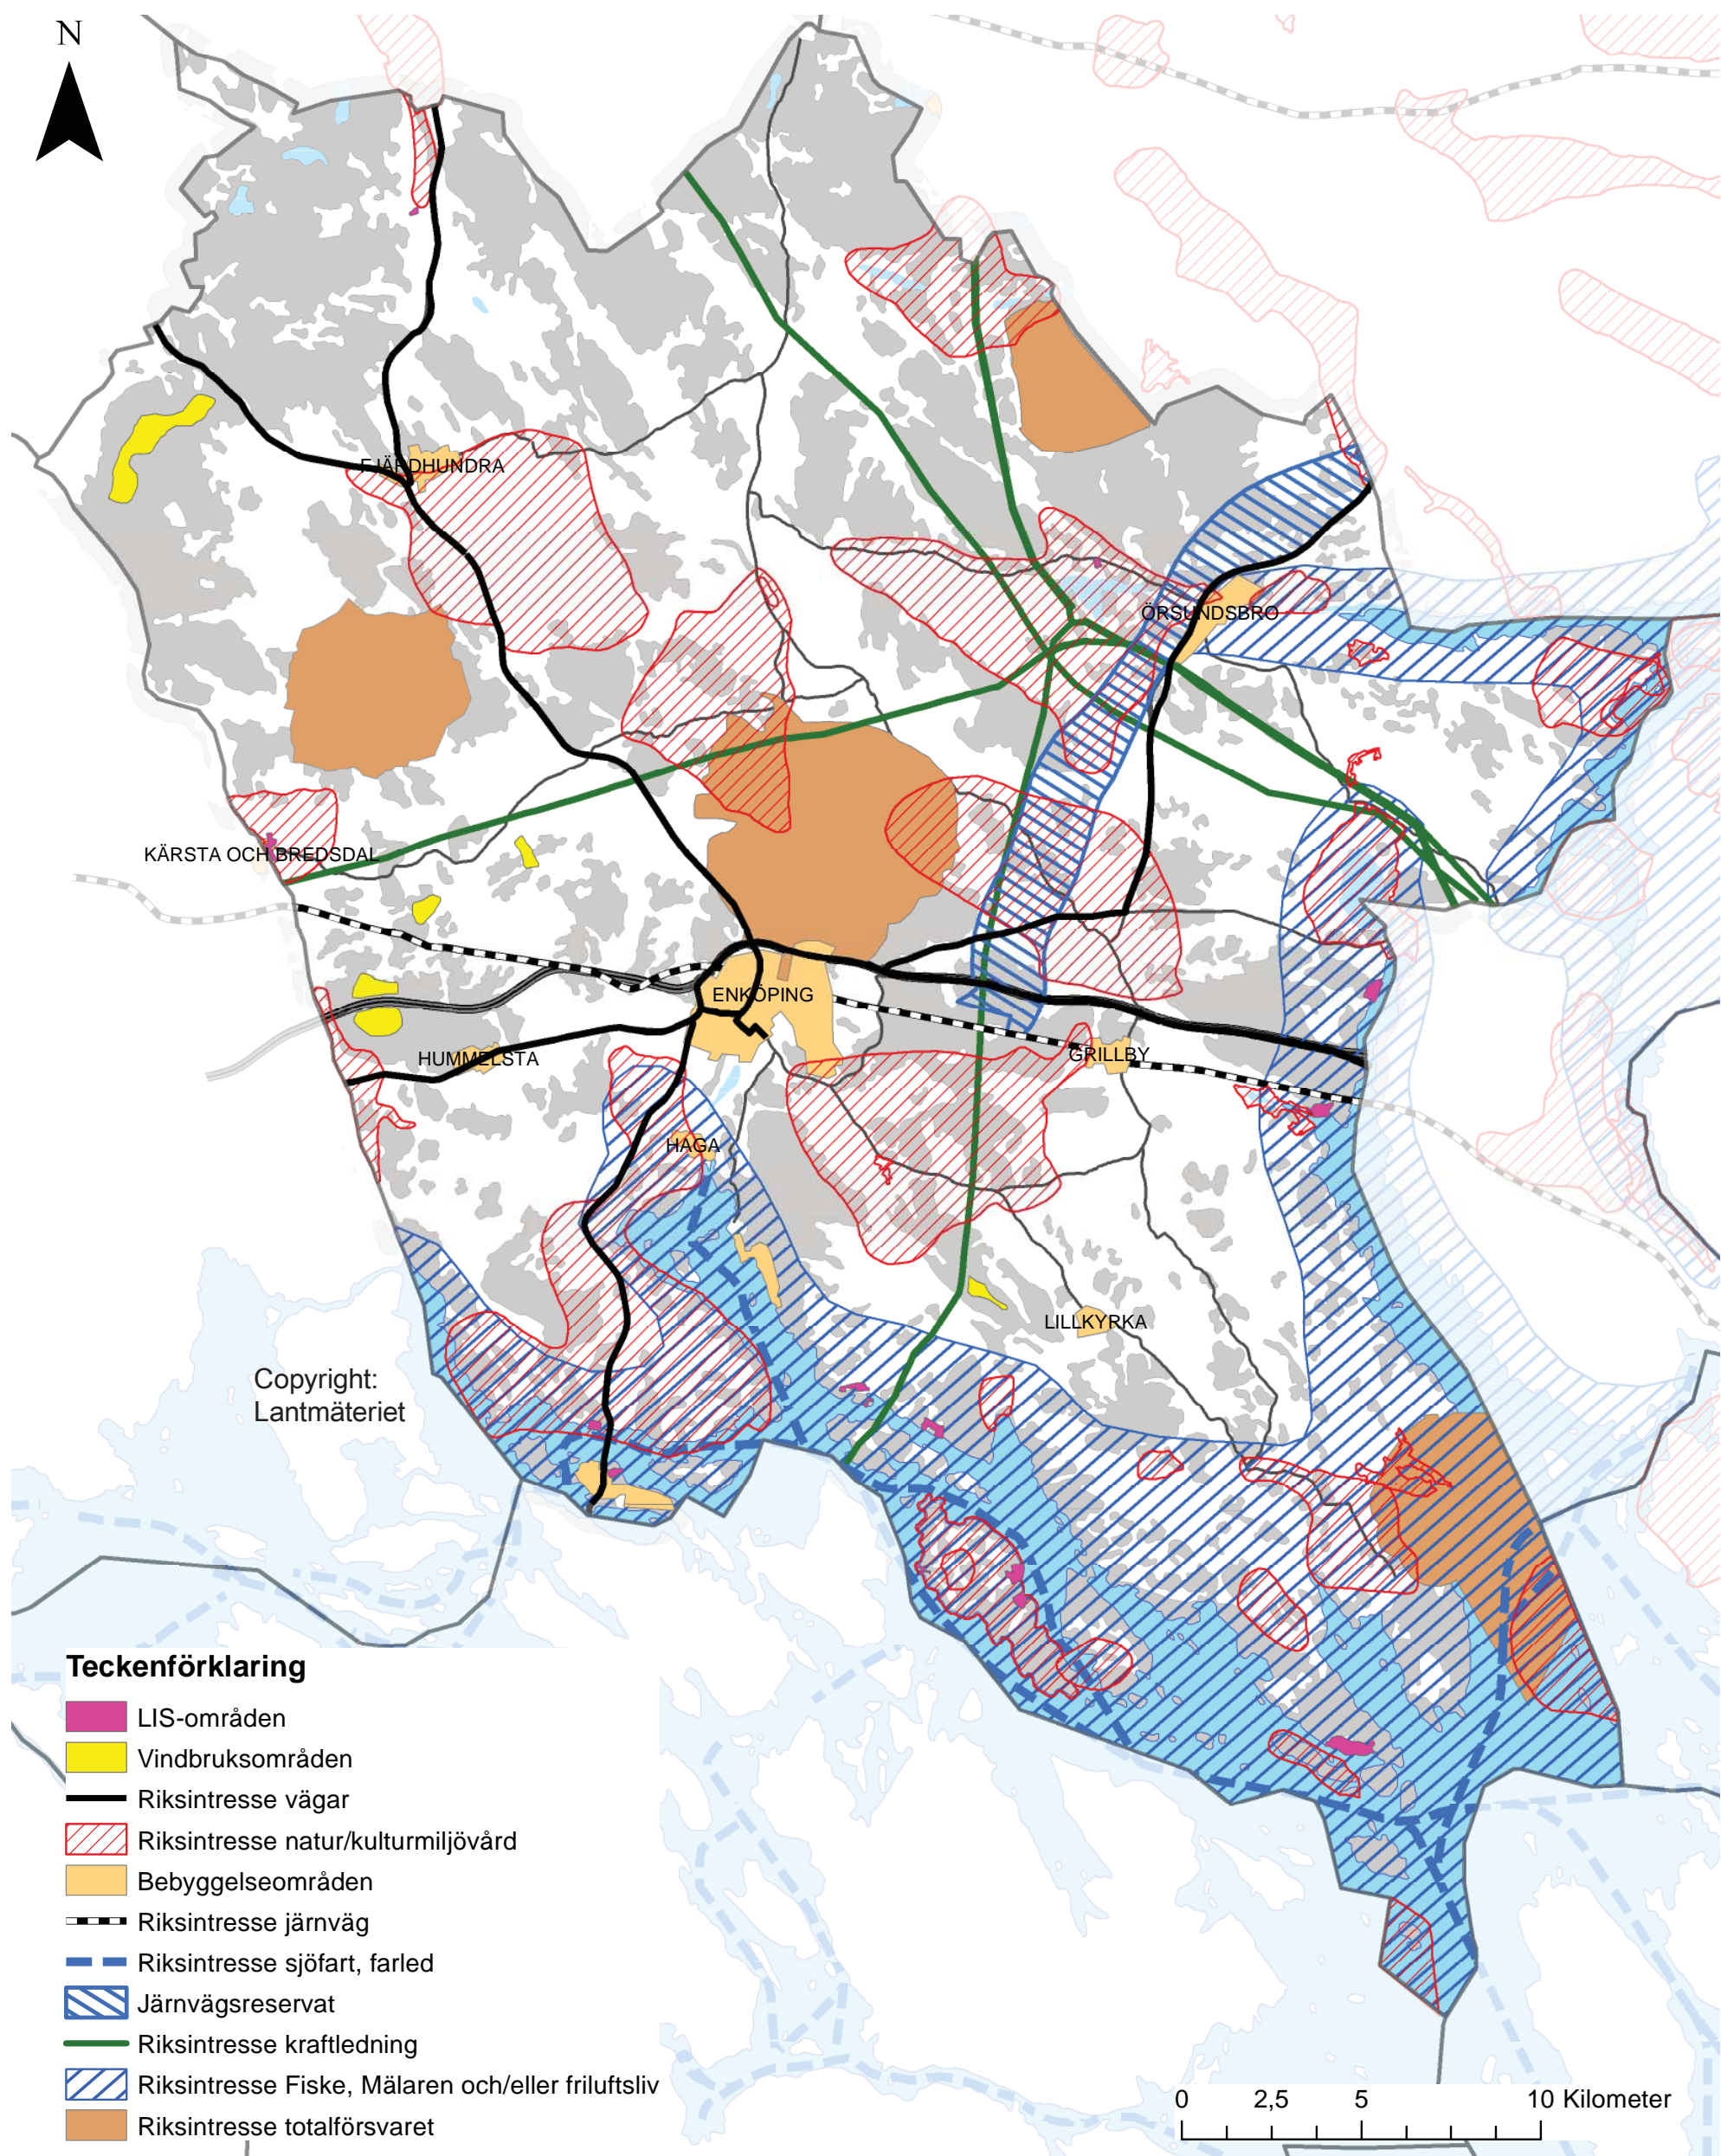 N
FJÄRDHUNDRA
ÖRSUNDSBRO
KÄRSTA OCH BREDSDAL
ENKÖPING
HUMMELSTA
GRILLBY
HAGA
LILLKYRKA
Copyright:
Lantmäteriet
Teckenförklaring
LIS-områden
Vindbruksområden
Riksintresse vägar
Riksintresse natur/kulturmiljövård
Bebyggelseområden
Riksintresse järnväg
Riksintresse sjöfart, farled
Järnvägsreservat
Riksintresse kraftledning
Riksintresse Fiske, Mälaren och/eller friluftsliv
Riksintresse totalförsvaret
0 2,5 5 10 Kilometer